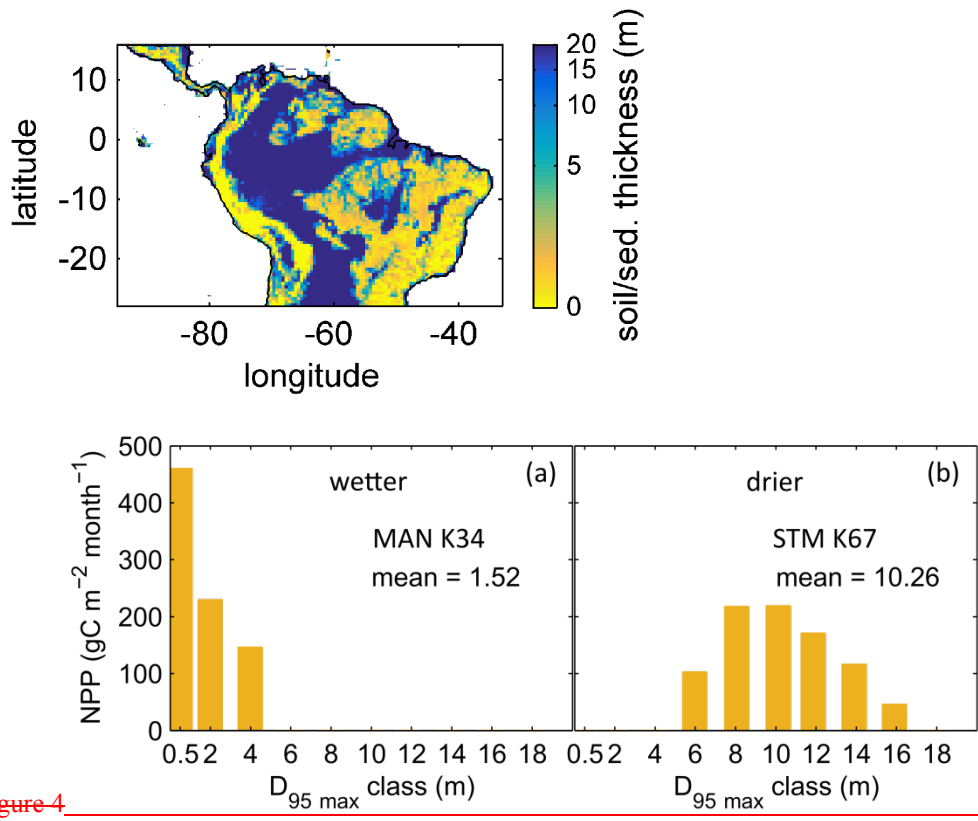 20
15
10
5
0
soil/sed. thickness (m)
10
0
-10
-20
latitude
-80 -60 -40
longitude
500
400
300
200
100
0
NPP (gC m−2 month−1)
wetter (a)
MAN K34
mean = 1.52
0.5 2 4 6 8 10 12 14 16 18
D95 max class (m)
drier (b)
STM K67
mean = 10.26
0.5 2 4 6 8 10 12 14 16 18
D95 max class (m)
gure 4